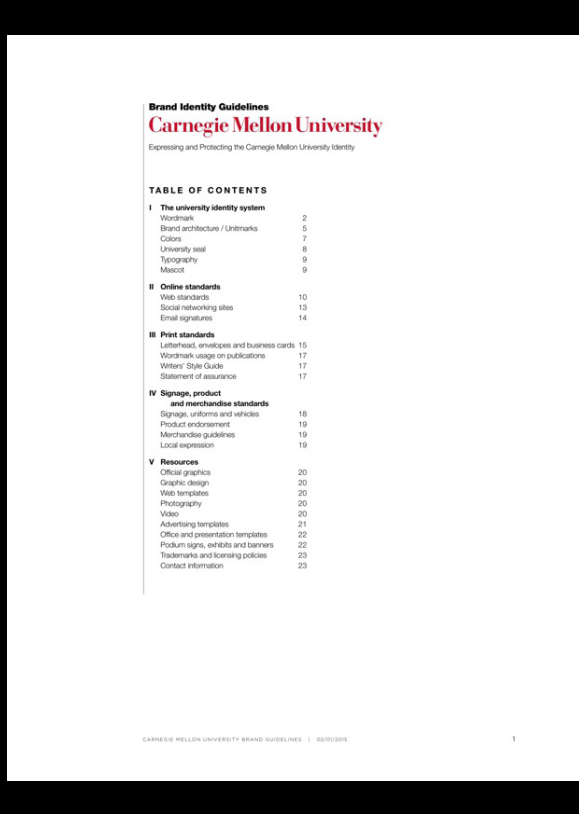 Brand Identity Guidelines
Carnegie Mellon University
Expressing and Protecting the Carnegie Mellon University Identity
TABLE OF CONTENTS
I The university identity system
Wordmark 2
Brand architecture / Unitmarks 5
Colors 7
University seal 8
Typography 9
Mascot 9
II Online standards
Web standards 10
Social networking sites 13
Email signatures 14
III Print standards
Letterhead, envelopes and business cards 15
Wordmark usage on publications 17
Writers' Style Guide 17
Statement of assurance 17
IV Signage, product
and merchandise standards
Signage, uniforms and vehicles 18
Product endorsement 19
Merchandise guidelines 19
Local expression 19
V Resources
Official graphics 20
Graphic design 20
Web templates 20
Photography 20
Video 20
Advertising templates 21
Office and presentation templates 22
Podium signs, exhibits and banners 22
Trademarks and licensing policies 23
Contact information 23
CARNEGIE MELLON UNIVERSITY BRAND GUIDELINES | 02/01/2015 1